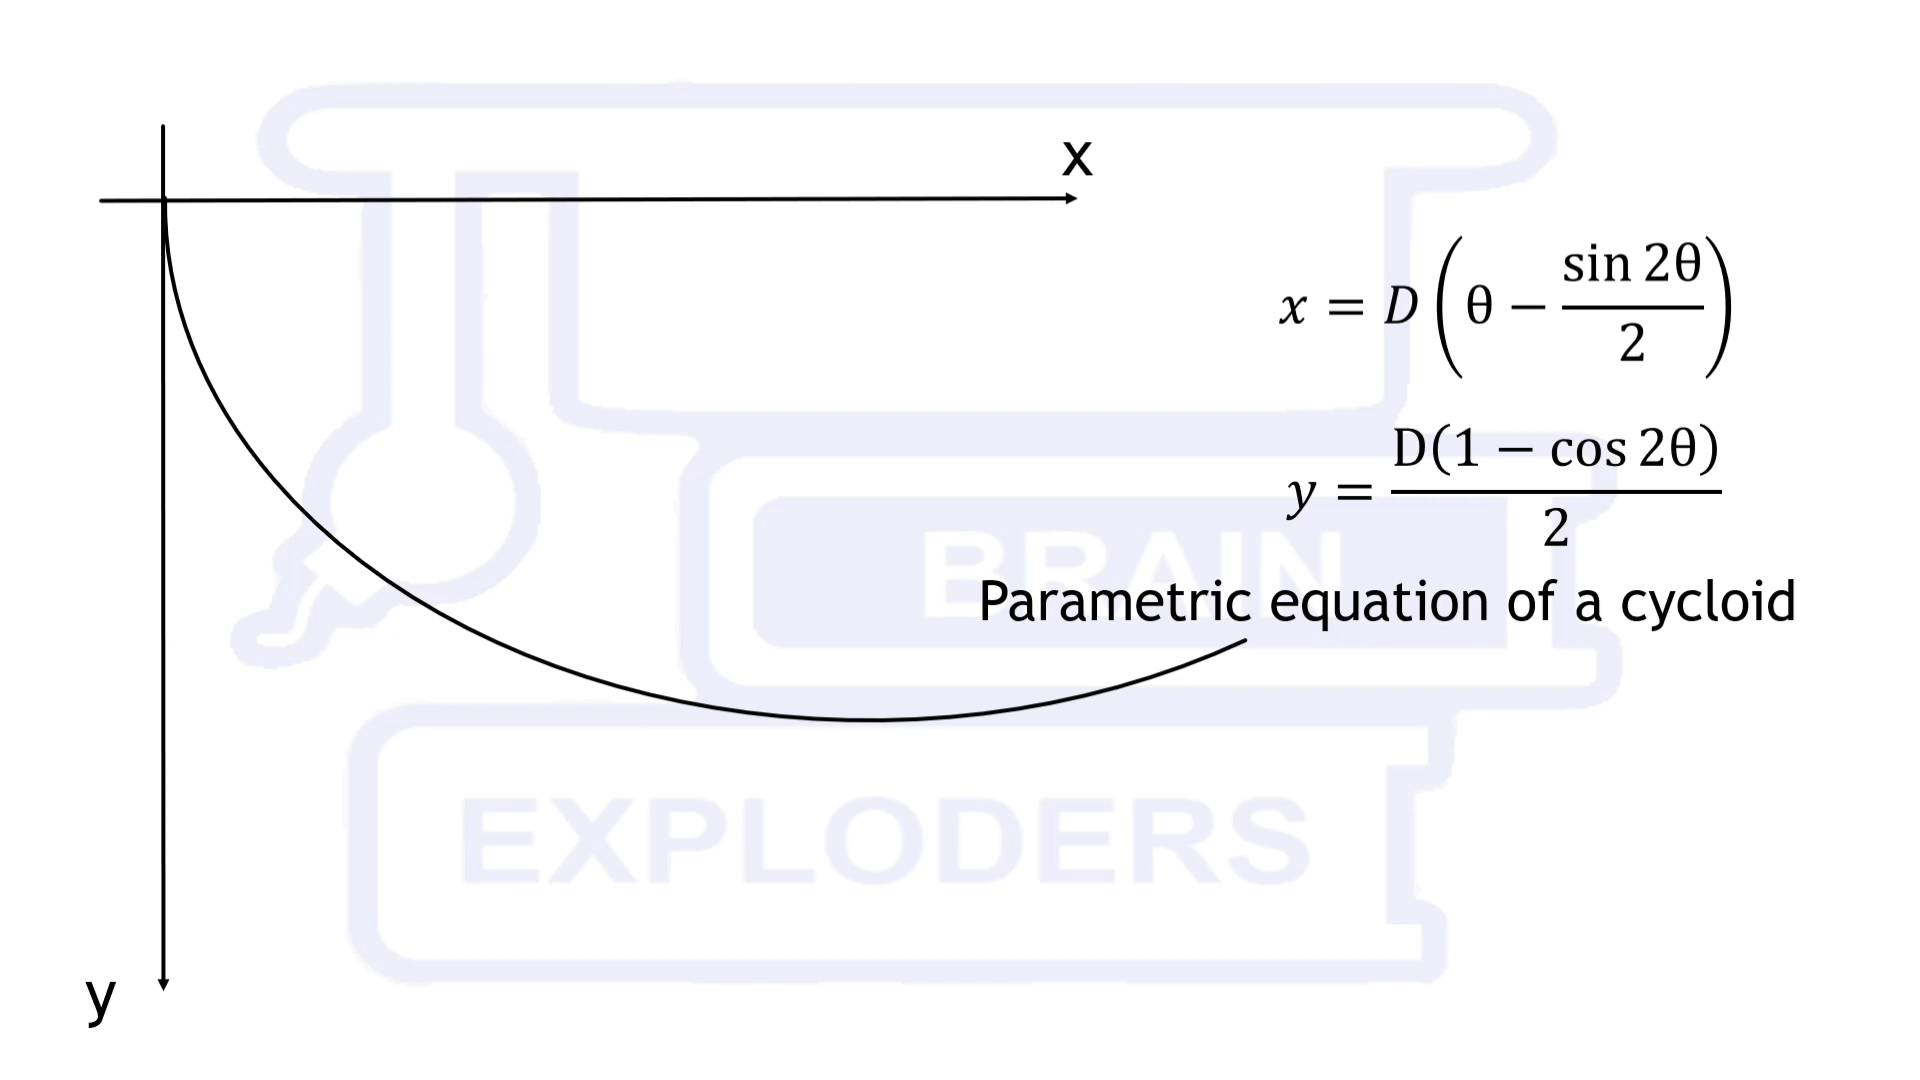 x
x = D(θ − sin 2θ / 2)
y = D(1 − cos 2θ) / 2
BRAIN
Parametric equation of a cycloid
EXPLODERS
y